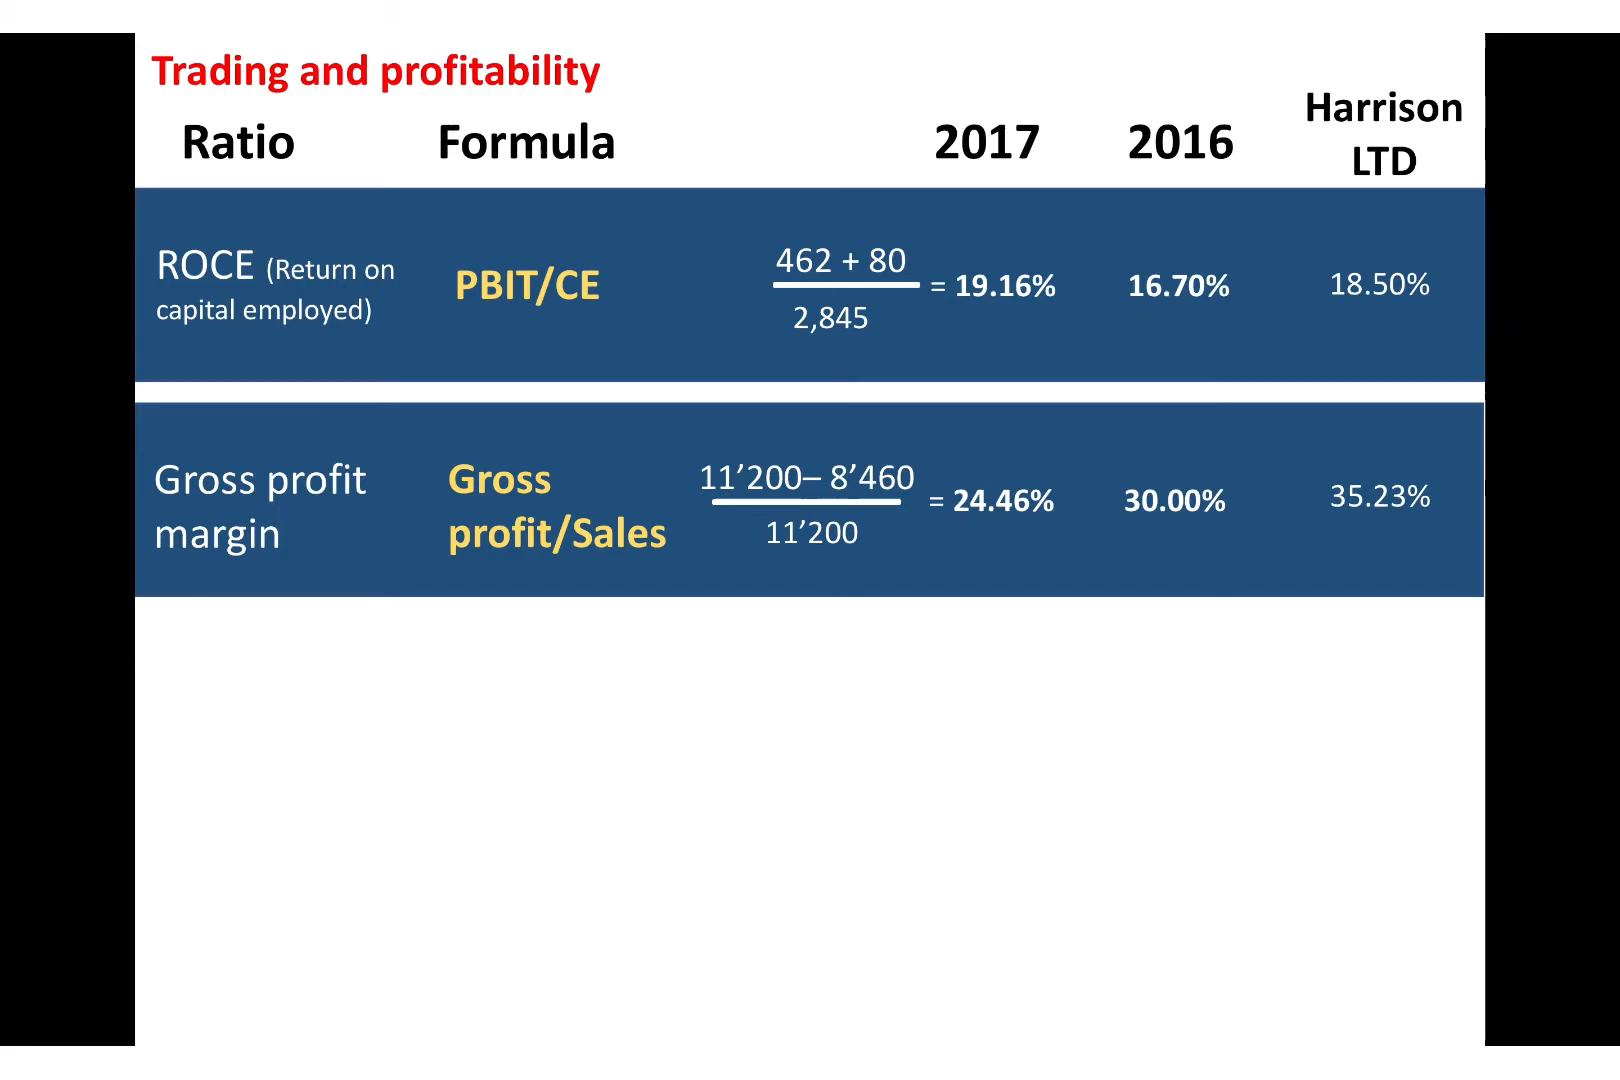 Trading and profitability
Ratio Formula 2017 2016 Harrison LTD
ROCE (Return on capital employed)
PBIT/CE
462 + 80
2,845
= 19.16% 16.70% 18.50%
Gross profit
margin
Gross
profit/Sales
11’200– 8’460
11’200
= 24.46% 30.00% 35.23%